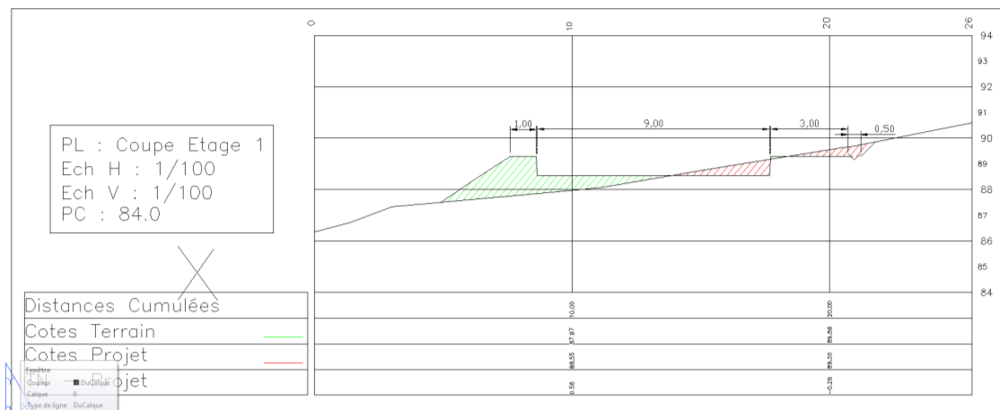 0
10
20
26
94
93
92
91
90
89
88
87
86
85
84
1,00
9,00
3,00
0,50
PL : Coupe Etage 1
Ech H : 1/100
Ech V : 1/100
PC : 84.0
Distances Cumulées
10.00
20.00
Cotes Terrain
87.97
89.56
Cotes Projet
88.55
89.30
Projet
0.58
-0.26
Fenêtre
Couleur DuCalque
Calque 0
Type de ligne DuCalque